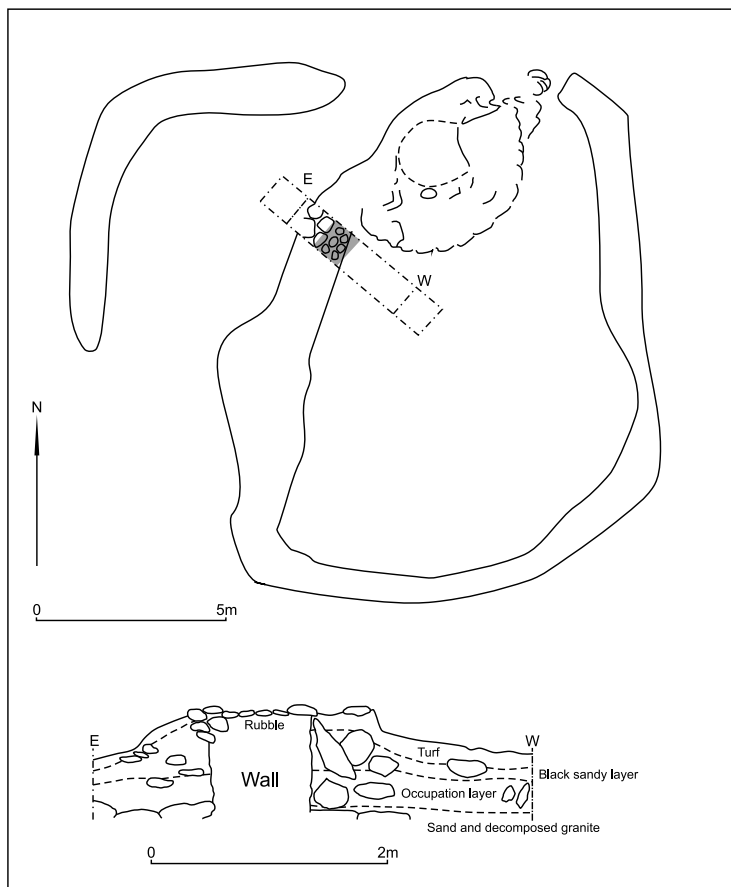 E
W
N
0 5m
E
Rubble
W
Turf
Wall
Black sandy layer
Occupation layer
Sand and decomposed granite
0 2m